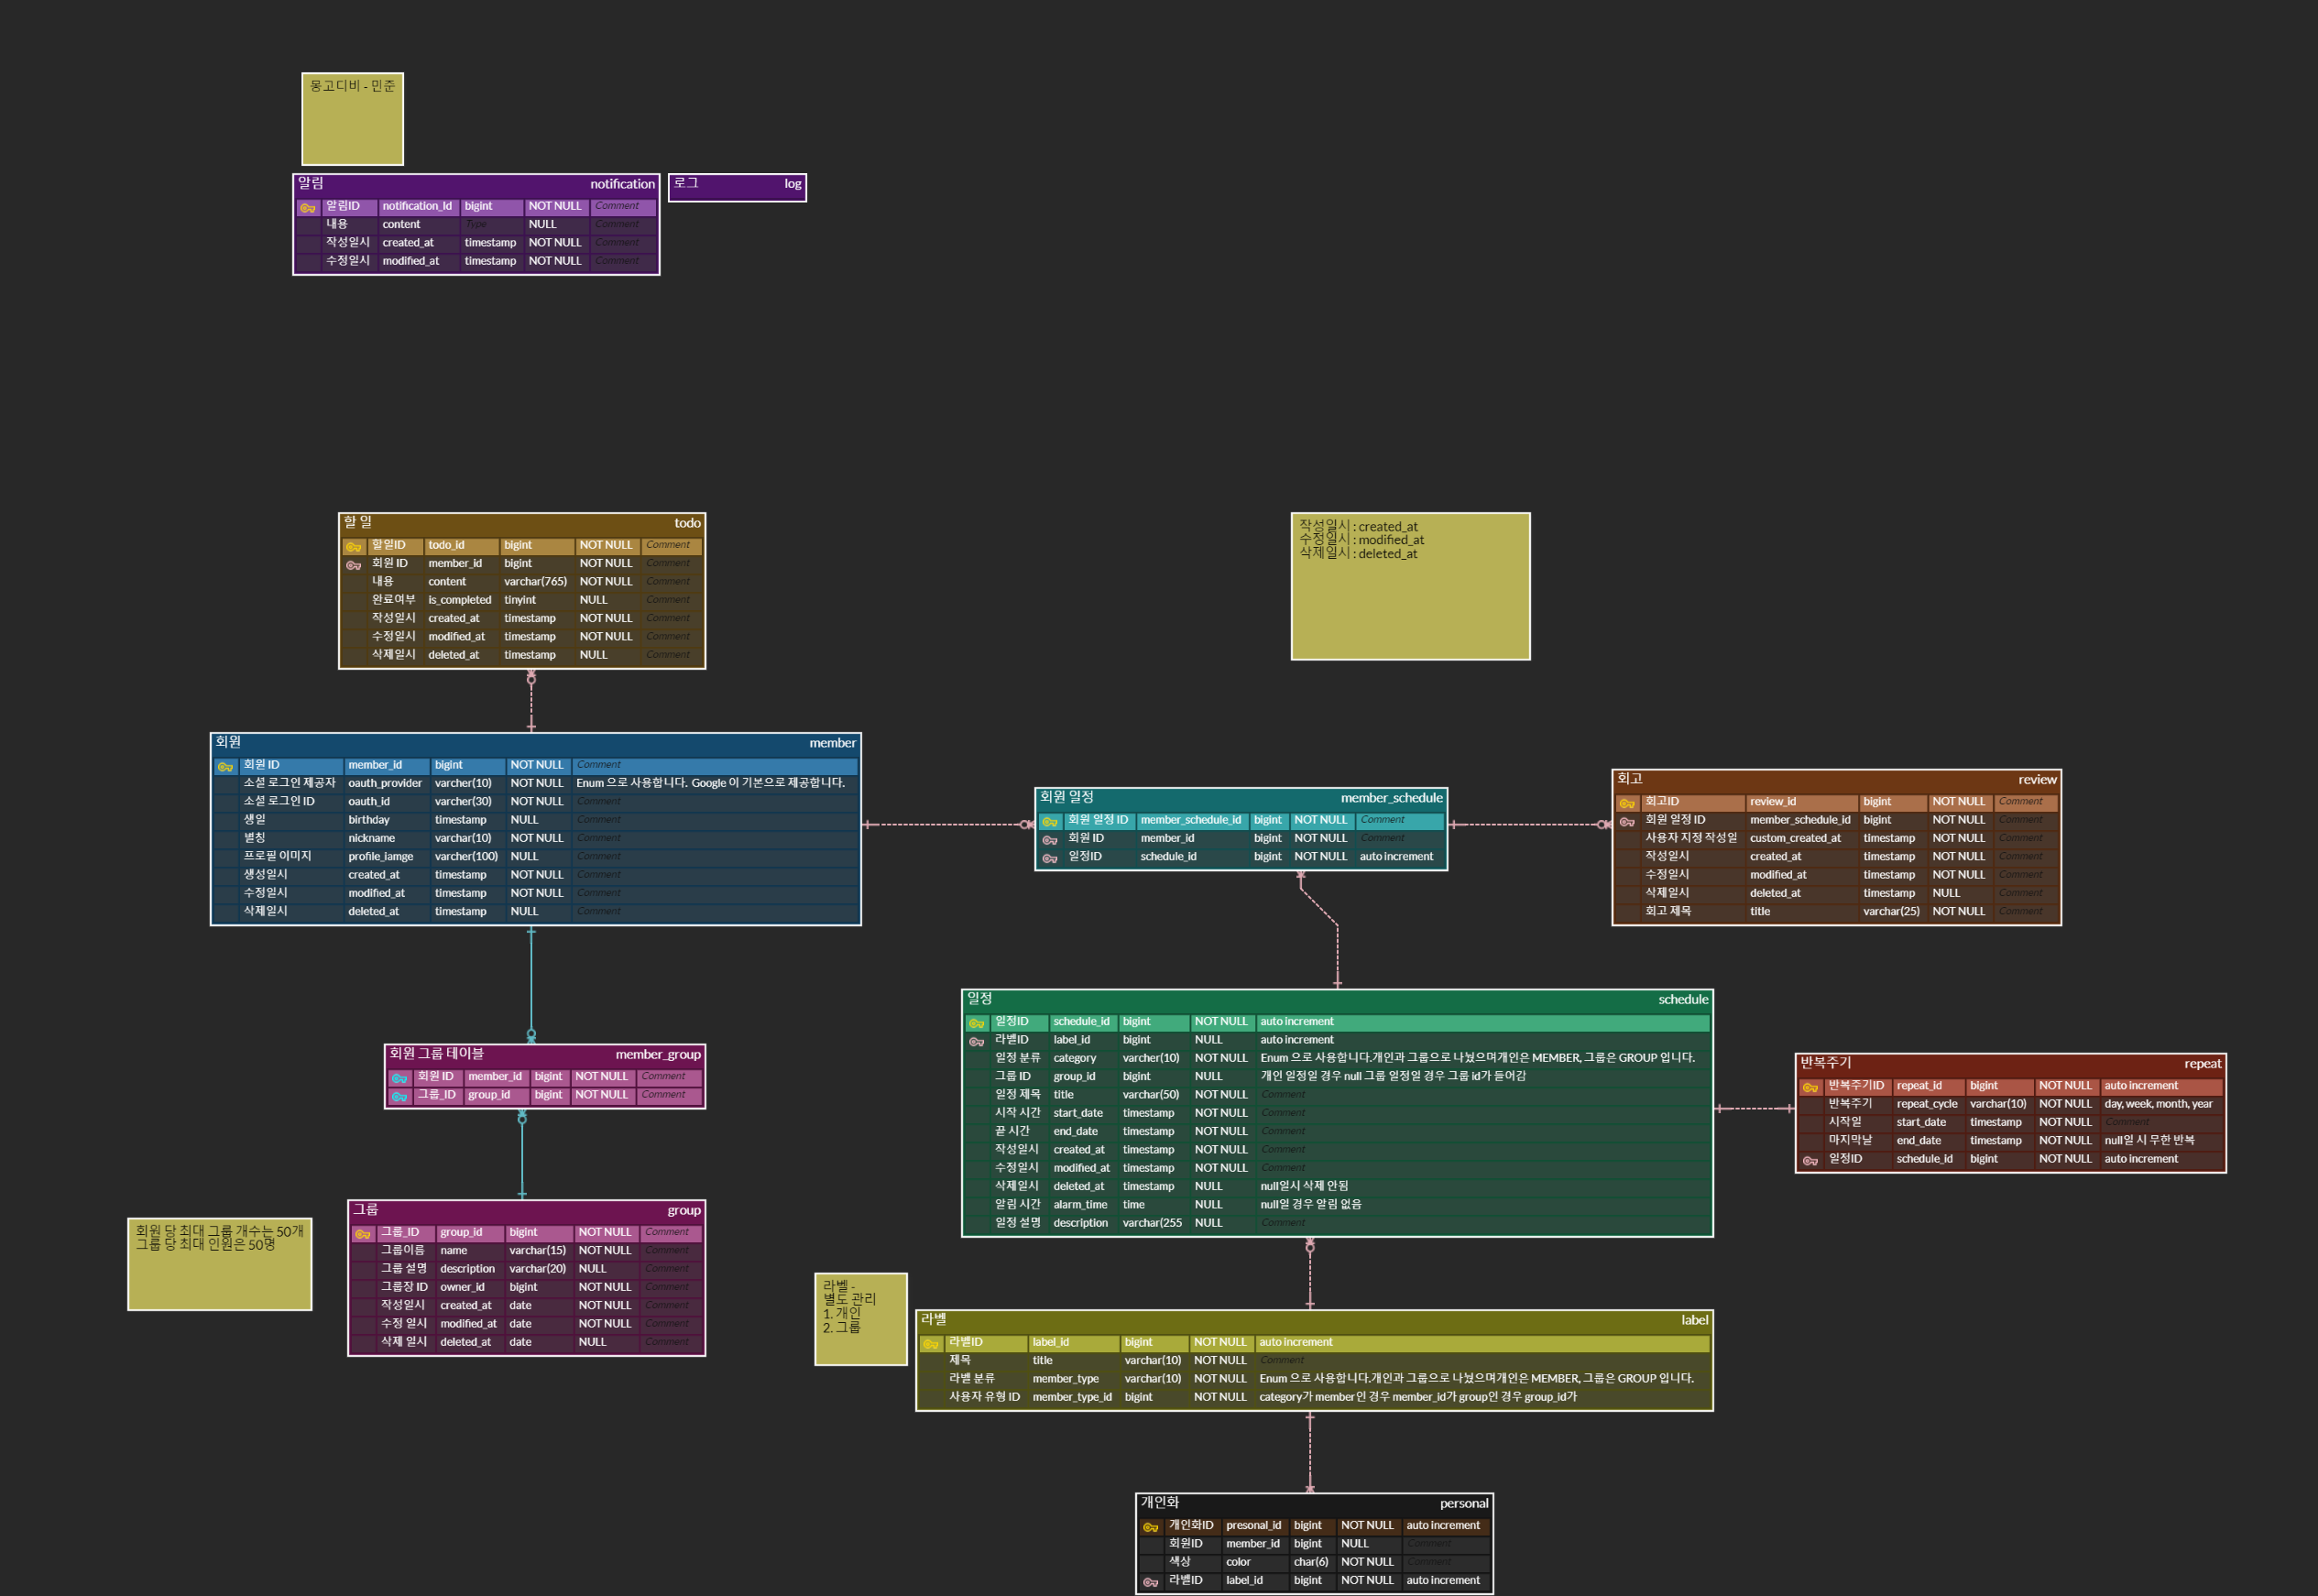 몽고디비 - 민준
알림 notification
알림ID notification_id bigint NOT NULL Comment
내용 content Type NULL Comment
작성일시 created_at timestamp NOT NULL Comment
수정일시 modified_at timestamp NOT NULL Comment
로그 log
할 일 todo
할일ID todo_id bigint NOT NULL Comment
회원 ID member_id bigint NOT NULL Comment
내용 content varchar(765) NOT NULL Comment
완료여부 is_completed tinyint NULL Comment
작성일시 created_at timestamp NOT NULL Comment
수정일시 modified_at timestamp NOT NULL Comment
삭제일시 deleted_at timestamp NULL Comment
작성일시 : created_at
수정일시 : modified_at
삭제일시 : deleted_at
회원 member
회원 ID member_id bigint NOT NULL Comment
소셜 로그인 제공자 oauth_provider varcher(10) NOT NULL Enum 으로 사용합니다. Google 이 기본으로 제공합니다.
소셜 로그인 ID oauth_id varchar(30) NOT NULL Comment
생일 birthday timestamp NULL Comment
별칭 nickname varchar(10) NOT NULL Comment
프로필 이미지 profile_iamge varchar(100) NULL Comment
생성일시 created_at timestamp NOT NULL Comment
수정일시 modified_at timestamp NOT NULL Comment
삭제일시 deleted_at timestamp NULL Comment
회원 일정 member_schedule
회원 일정 ID member_schedule_id bigint NOT NULL Comment
회원 ID member_id bigint NOT NULL Comment
일정ID schedule_id bigint NOT NULL auto increment
회고 review
회고ID review_id bigint NOT NULL Comment
회원 일정 ID member_schedule_id bigint NOT NULL Comment
사용자 지정 작성일 custom_created_at timestamp NOT NULL Comment
작성일시 created_at timestamp NOT NULL Comment
수정일시 modified_at timestamp NOT NULL Comment
삭제일시 deleted_at timestamp NULL Comment
회고 제목 title varchar(25) NOT NULL Comment
회원 그룹 테이블 member_group
회원 ID member_id bigint NOT NULL Comment
그룹_ID group_id bigint NOT NULL Comment
일정 schedule
일정ID schedule_id bigint NOT NULL auto increment
라벨ID label_id bigint NULL auto increment
일정 분류 category varchar(10) NOT NULL Enum 으로 사용합니다.개인과 그룹으로 나눴으며개인은 MEMBER, 그룹은 GROUP 입니다.
그룹 ID group_id bigint NULL 개인 일정일 경우 null 그룹 일정일 경우 그룹 id가 들어감
일정 제목 title varchar(50) NOT NULL Comment
시작 시간 start_date timestamp NOT NULL Comment
끝 시간 end_date timestamp NOT NULL Comment
작성일시 created_at timestamp NOT NULL Comment
수정일시 modified_at timestamp NOT NULL Comment
삭제일시 deleted_at timestamp NULL null일시 삭제 안됨
알림 시간 alarm_time time NULL null일 경우 알림 없음
일정 설명 description varchar(255 NULL Comment
반복주기 repeat
반복주기ID repeat_id bigint NOT NULL auto increment
반복주기 repeat_cycle varchar(10) NOT NULL day, week, month, year
시작일 start_date timestamp NOT NULL Comment
마지막날 end_date timestamp NOT NULL null일 시 무한 반복
일정ID schedule_id bigint NOT NULL auto increment
회원 당 최대 그룹 개수는 50개
그룹 당 최대 인원은 50명
그룹 group
그룹_ID group_id bigint NOT NULL Comment
그룹이름 name varchar(15) NOT NULL Comment
그룹 설명 description varchar(20) NULL Comment
그룹장 ID owner_id bigint NOT NULL Comment
작성일시 created_at date NOT NULL Comment
수정 일시 modified_at date NOT NULL Comment
삭제 일시 deleted_at date NULL Comment
라벨 -
별도 관리
1. 개인
2. 그룹
라벨 label
라벨ID label_id bigint NOT NULL auto increment
제목 title varchar(10) NOT NULL Comment
라벨 분류 member_type varchar(10) NOT NULL Enum 으로 사용합니다.개인과 그룹으로 나눴으며개인은 MEMBER, 그룹은 GROUP 입니다.
사용자 유형 ID member_type_id bigint NOT NULL category가 member인 경우 member_id가 group인 경우 group_id가
개인화 personal
개인화ID presonal_id bigint NOT NULL auto increment
회원ID member_id bigint NULL Comment
색상 color char(6) NOT NULL Comment
라벨ID label_id bigint NOT NULL auto increment